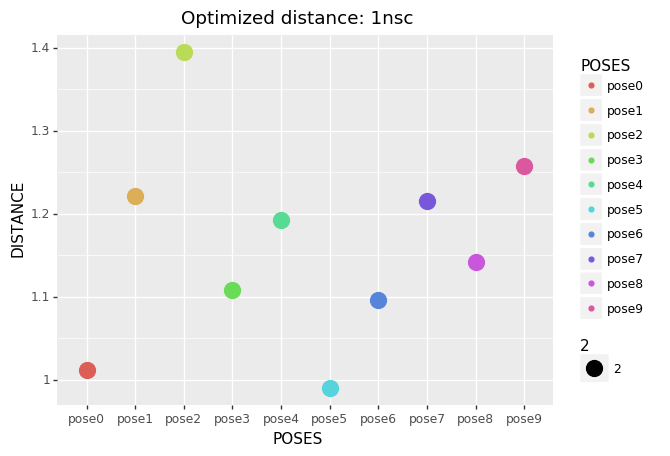 Optimized distance: 1nsc
DISTANCE
1.4
1.3
1.2
1.1
1
pose0 pose1 pose2 pose3 pose4 pose5 pose6 pose7 pose8 pose9
POSES
POSES
pose0
pose1
pose2
pose3
pose4
pose5
pose6
pose7
pose8
pose9
2
2